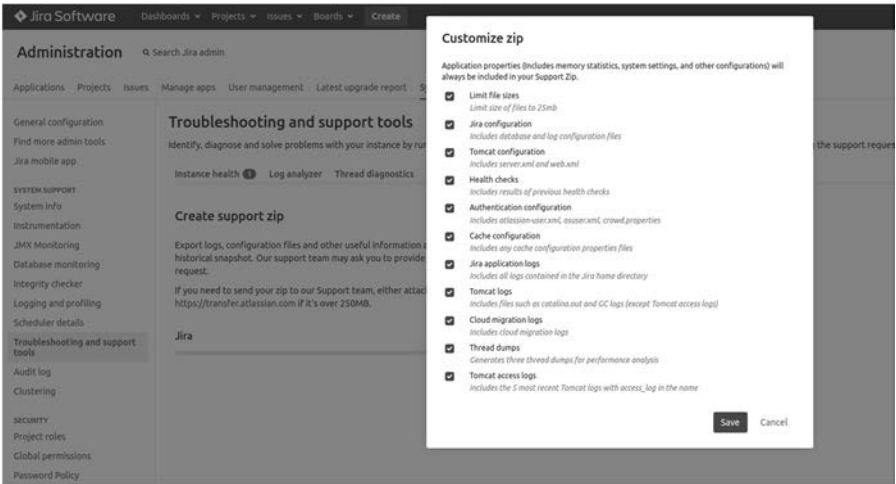 Jira Software
Dashboards Projects Issues Boards Create
Administration
Search Jira admin
Applications Projects Issues Manage apps User management Latest upgrade report
General configuration
Find more admin tools
Jira mobile app
SYSTEM SUPPORT
System info
Instrumentation
JMX Monitoring
Database monitoring
Integrity checker
Logging and profiling
Scheduler details
Troubleshooting and support
tools
Audit log
Clustering
SECURITY
Project roles
Global permissions
Password Policy
Troubleshooting and support tools
Identify, diagnose and solve problems with your instance by
the support
Instance health 1 Log analyzer Thread diagnostics
Create support zip
Export logs, configuration files and other useful information
historical snapshot. Our support team may ask you to provide
request.
If you need to send your zip to our Support team, either
https://transfer.atlassian.com if it's over 250MB.
Jira
Customize zip
Application properties (Includes memory statistics, system settings, and other configurations) will
always be included in your Support Zip.
Limit file sizes
Limit size of files to 25mb
Jira configuration
Includes database and log configuration files
Tomcat configuration
Includes server.xml and web.xml
Health checks
Includes results of previous health checks
Authentication configuration
Includes atlassian-user.xml, osuser.xml, crowd.properties
Cache configuration
Includes any cache configuration properties files
Jira application logs
Includes all logs contained in the Jira home directory
Tomcat logs
Includes files such as catalina.out and GC logs (except Tomcat access logs)
Cloud migration logs
Includes cloud migration logs
Thread dumps
Generates three thread dumps for performance analysis
Tomcat access logs
Includes the 5 most recent Tomcat logs with access_log in the name
Save Cancel